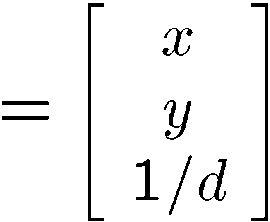 x
= y
1/d